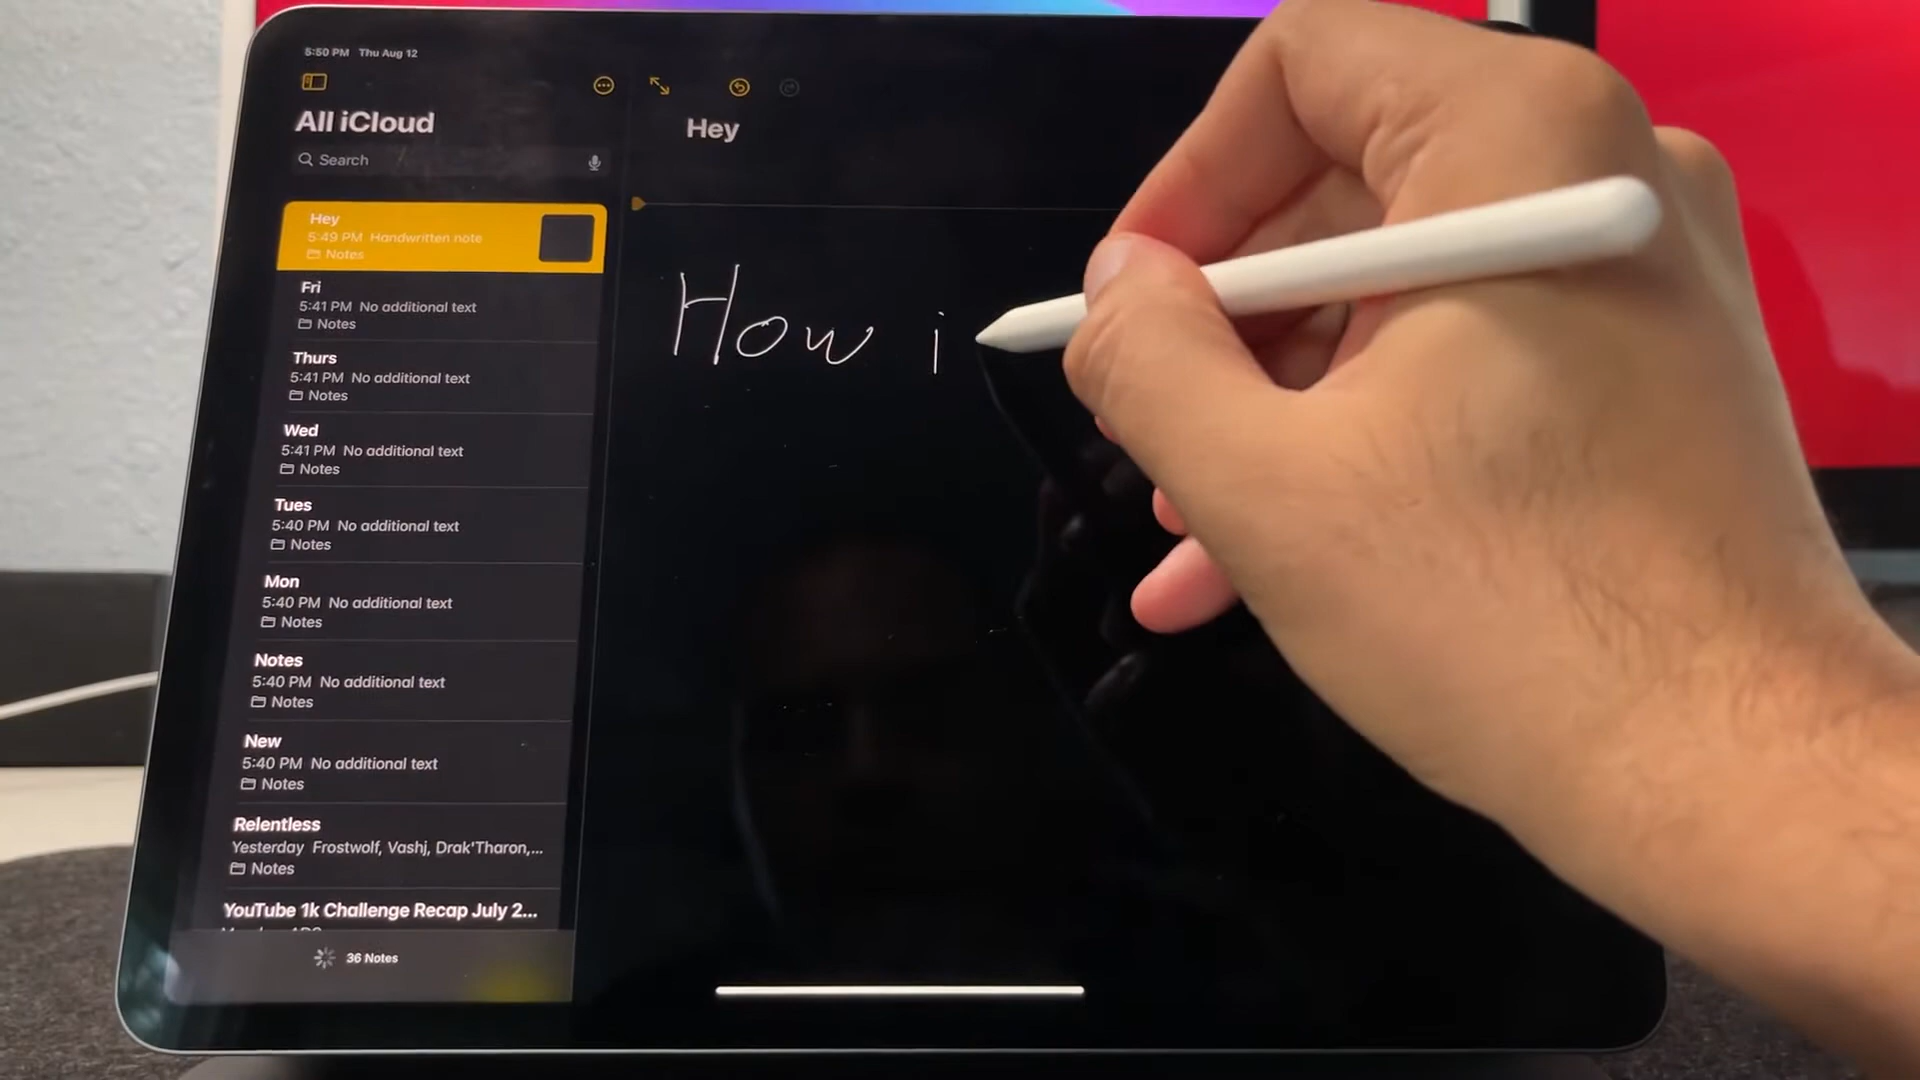 5:50 PM Thu Aug 12
All iCloud
Search
Hey
5:49 PM Handwritten note
Notes
Fri
5:41 PM No additional text
Notes
Thurs
5:41 PM No additional text
Notes
Wed
5:41 PM No additional text
Notes
Tues
5:40 PM No additional text
Notes
Mon
5:40 PM No additional text
Notes
Notes
5:40 PM No additional text
Notes
New
5:40 PM No additional text
Notes
Relentless
Yesterday Frostwolf, Vashj, Drak'Tharon,...
Notes
YouTube 1k Challenge Recap July 2...
36 Notes
Hey
How i